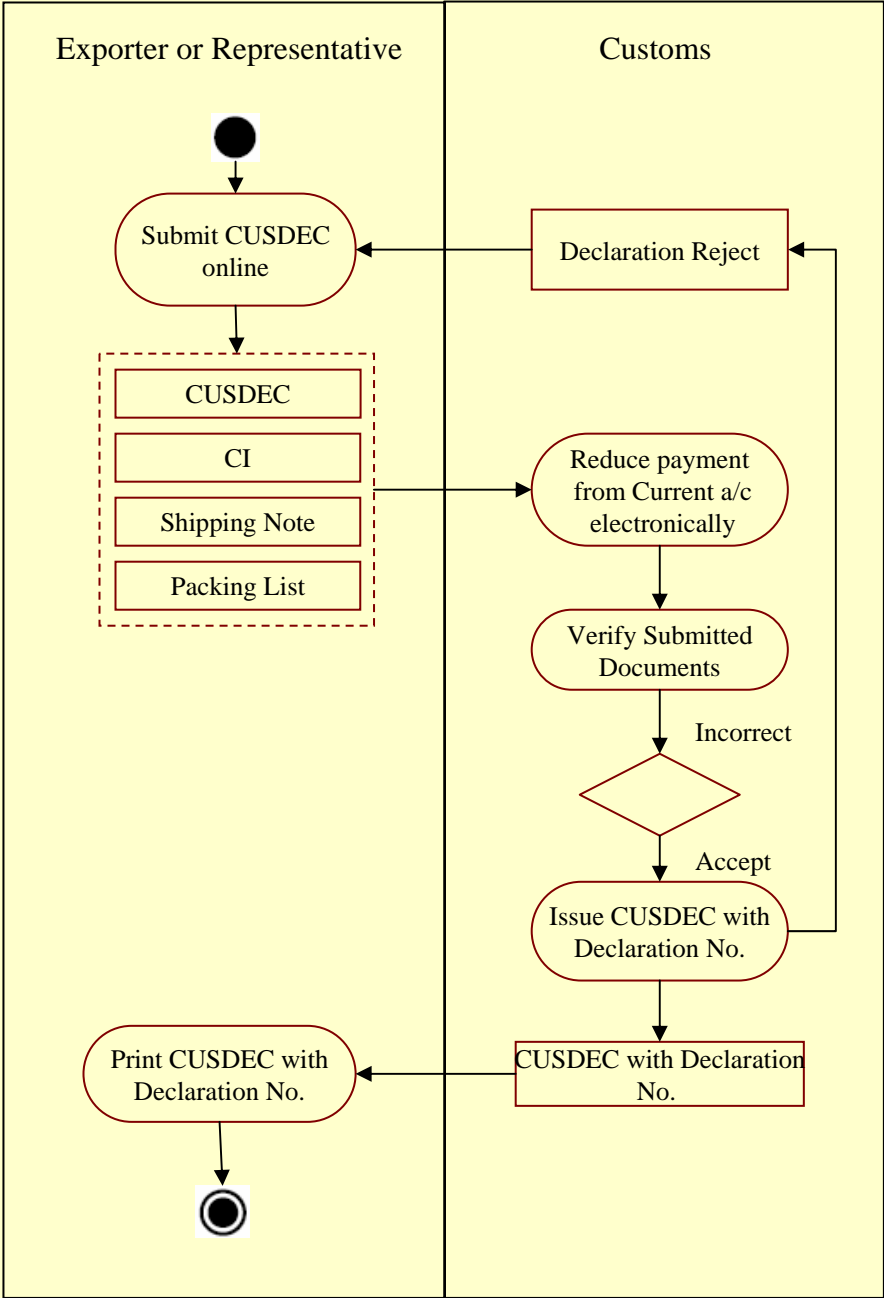 Exporter or Representative
Customs
Submit CUSDEC
online
Declaration Reject
CUSDEC
CI
Shipping Note
Packing List
Reduce payment
from Current a/c
electronically
Verify Submitted
Documents
Incorrect
Accept
Issue CUSDEC with
Declaration No.
Print CUSDEC with
Declaration No.
CUSDEC with Declaration
No.